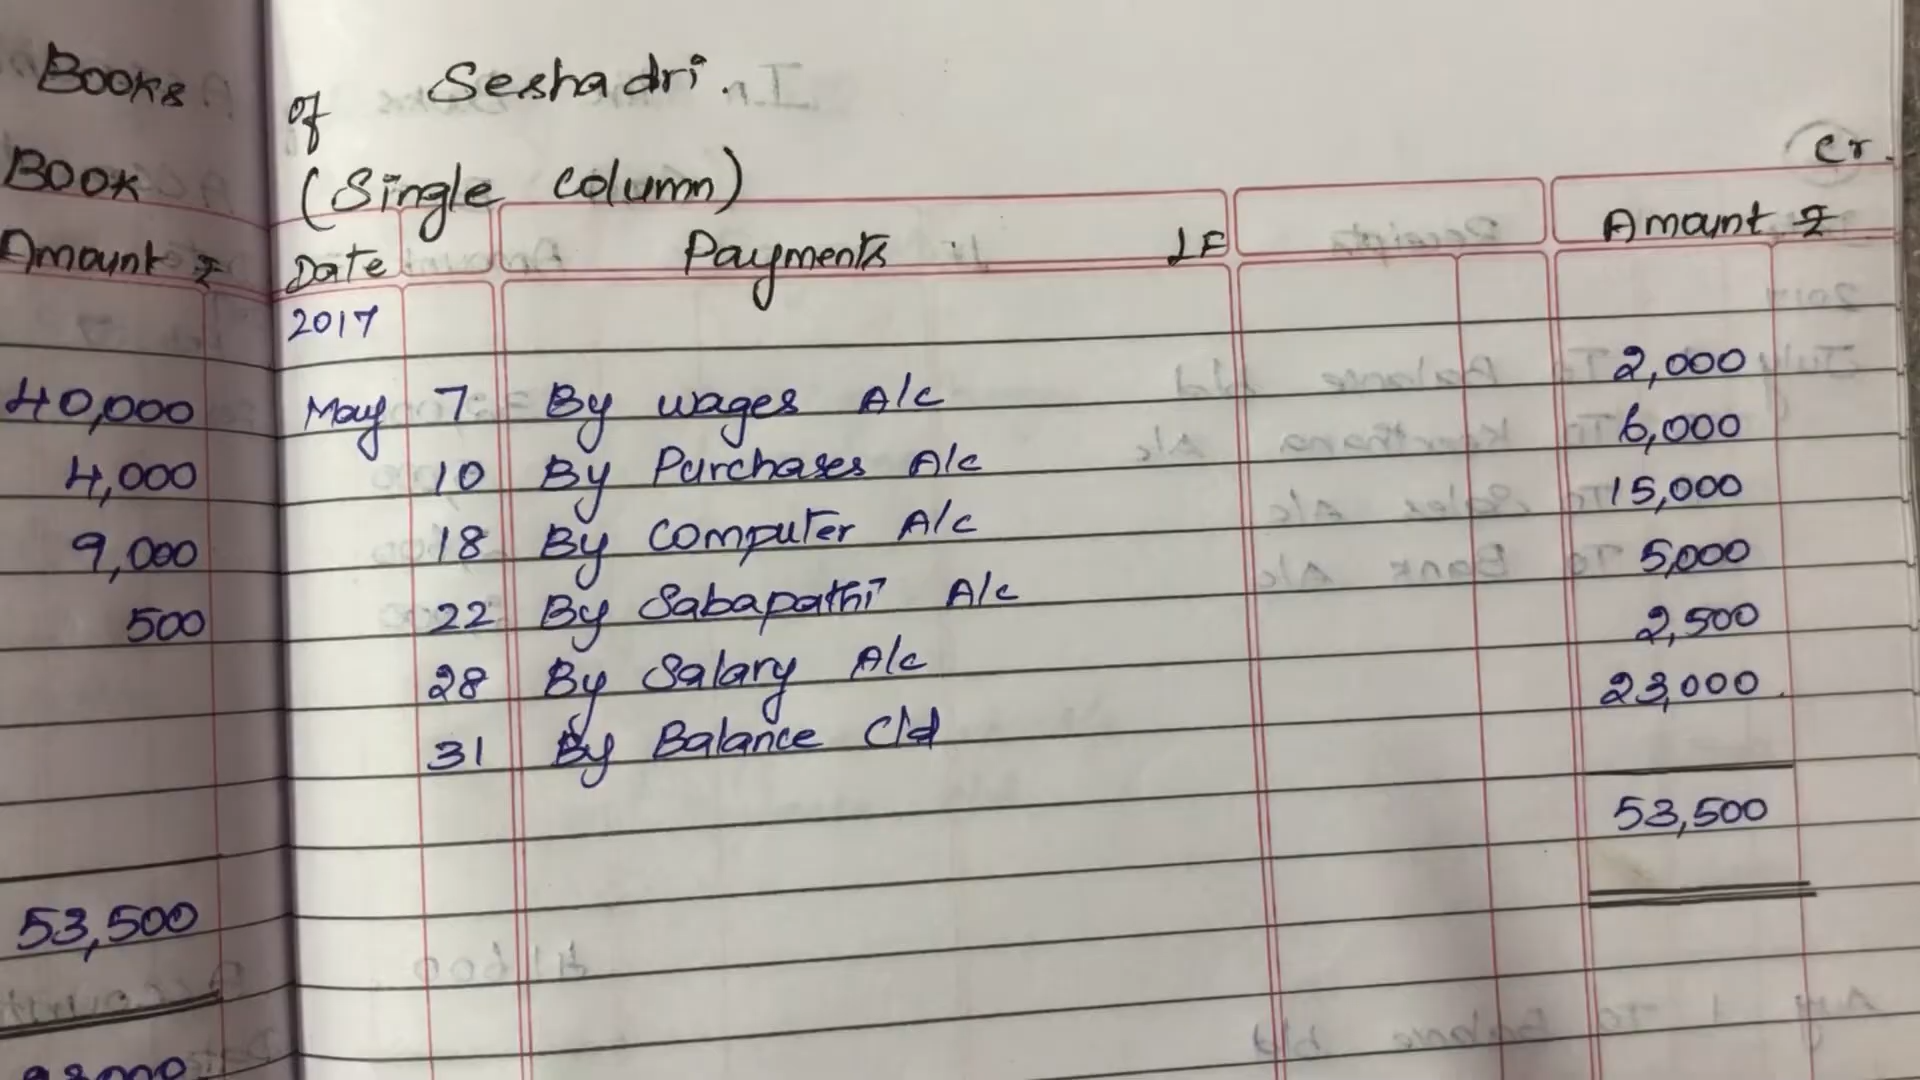 Books of Seshadri.
Book (Single column)
Cr.
Amount ₹ Date Payments LF Amount ₹
2017
40,000 May 7 By wages A/c 2,000
4,000 10 By Purchases A/c 6,000
9,000 18 By computer A/c 15,000
500 22 By Sabapathi A/c 5,000
28 By Salary A/c 2,500
31 By Balance C/d 23,000
53,500 53,500